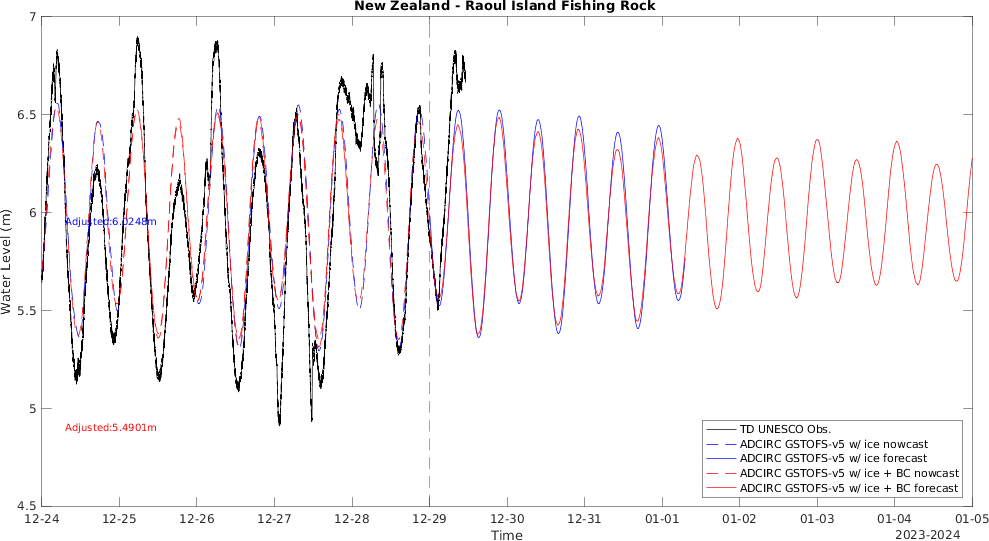 New Zealand - Raoul Island Fishing Rock
7
6.5
6
5.5
5
4.5
Water Level (m)
Adjusted:6.0248m
Adjusted:5.4901m
TD UNESCO Obs.
ADCIRC GSTOFS-v5 w/ ice nowcast
ADCIRC GSTOFS-v5 w/ ice forecast
ADCIRC GSTOFS-v5 w/ ice + BC nowcast
ADCIRC GSTOFS-v5 w/ ice + BC forecast
12-24 12-25 12-26 12-27 12-28 12-29 12-30 12-31 01-01 01-02 01-03 01-04 01-05
Time
2023-2024